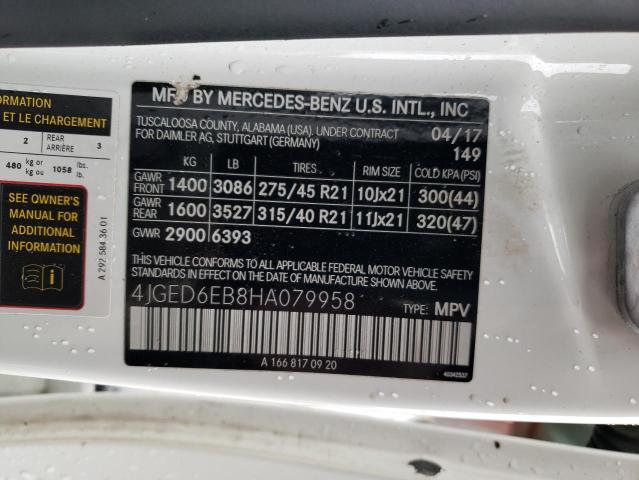 ORMATION
ET LE CHARGEMENT
2 REAR ARRIÈRE 3
480 kg or kg ou 1058 lbs. lb.
SEE OWNER'S
MANUAL FOR
ADDITIONAL
INFORMATION
A 292 584 36 01
MFD BY MERCEDES-BENZ U.S. INTL., INC
TUSCALOOSA COUNTY, ALABAMA (USA). UNDER CONTRACT 04/17
FOR DAIMLER AG, STUTTGART (GERMANY) 149
KG LB TIRES RIM SIZE COLD KPA (PSI)
GAWR FRONT 1400 3086 275/45 R21 10Jx21 300(44)
GAWR REAR 1600 3527 315/40 R21 11Jx21 320(47)
GVWR 2900 6393
THIS VEHICLE CONFORMS TO ALL APPLICABLE FEDERAL MOTOR VEHICLE SAFETY
STANDARDS IN EFFECT ON THE DATE OF MANUFACTURE SHOWN ABOVE.
4JGED6EB8HA079958 TYPE: MPV
A 166 817 09 20